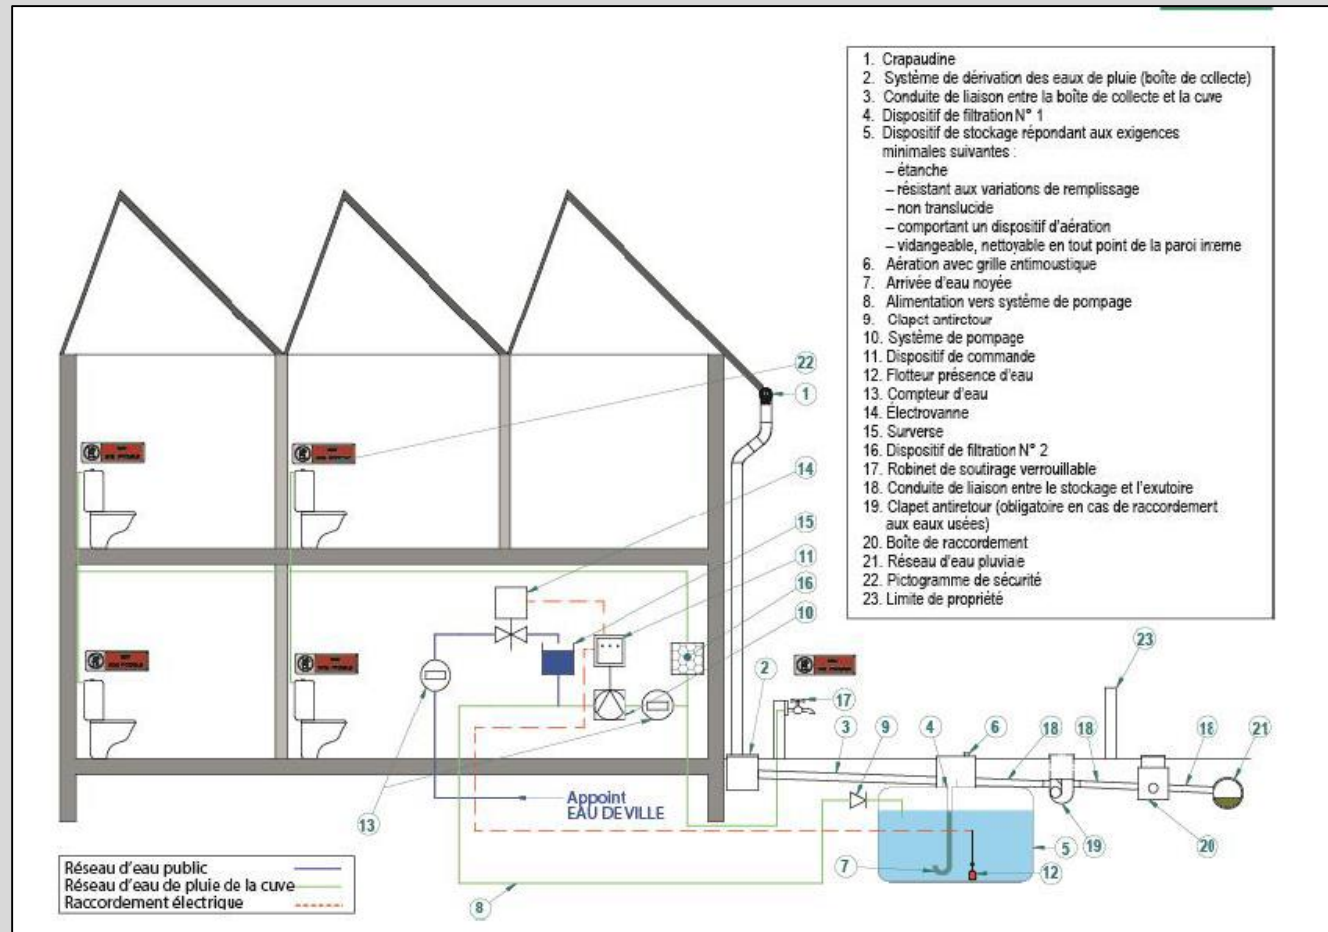 1. Crapaudine
2. Système de dérivation des eaux de pluie (boîte de collecte)
3. Conduite de liaison entre la boîte de collecte et la cuve
4. Dispositif de filtration N° 1
5. Dispositif de stockage répondant aux exigences
minimales suivantes :
– étanche
– résistant aux variations de remplissage
– non translucide
– comportant un dispositif d'aération
– vidangeable, nettoyable en tout point de la paroi interne
6. Aération avec grille antimoustique
7. Arrivée d'eau noyée
8. Alimentation vers système de pompage
9. Clapet antiretour
10. Système de pompage
11. Dispositif de commande
12. Flotteur présence d'eau
13. Compteur d'eau
14. Électrovanne
15. Surverse
16. Dispositif de filtration N° 2
17. Robinet de soutirage verrouillable
18. Conduite de liaison entre le stockage et l'exutoire
19. Clapet antiretour (obligatoire en cas de raccordement
aux eaux usées)
20. Boîte de raccordement
21. Réseau d'eau pluviale
22. Pictogramme de sécurité
23. Limite de propriété
22
1
14
15
11
16
10
23
2
17
3
9
4
6
18
18
18
21
13
Appoint
EAU DE VILLE
5
19
20
7
12
8
Réseau d'eau public
Réseau d'eau de pluie de la cuve
Raccordement électrique